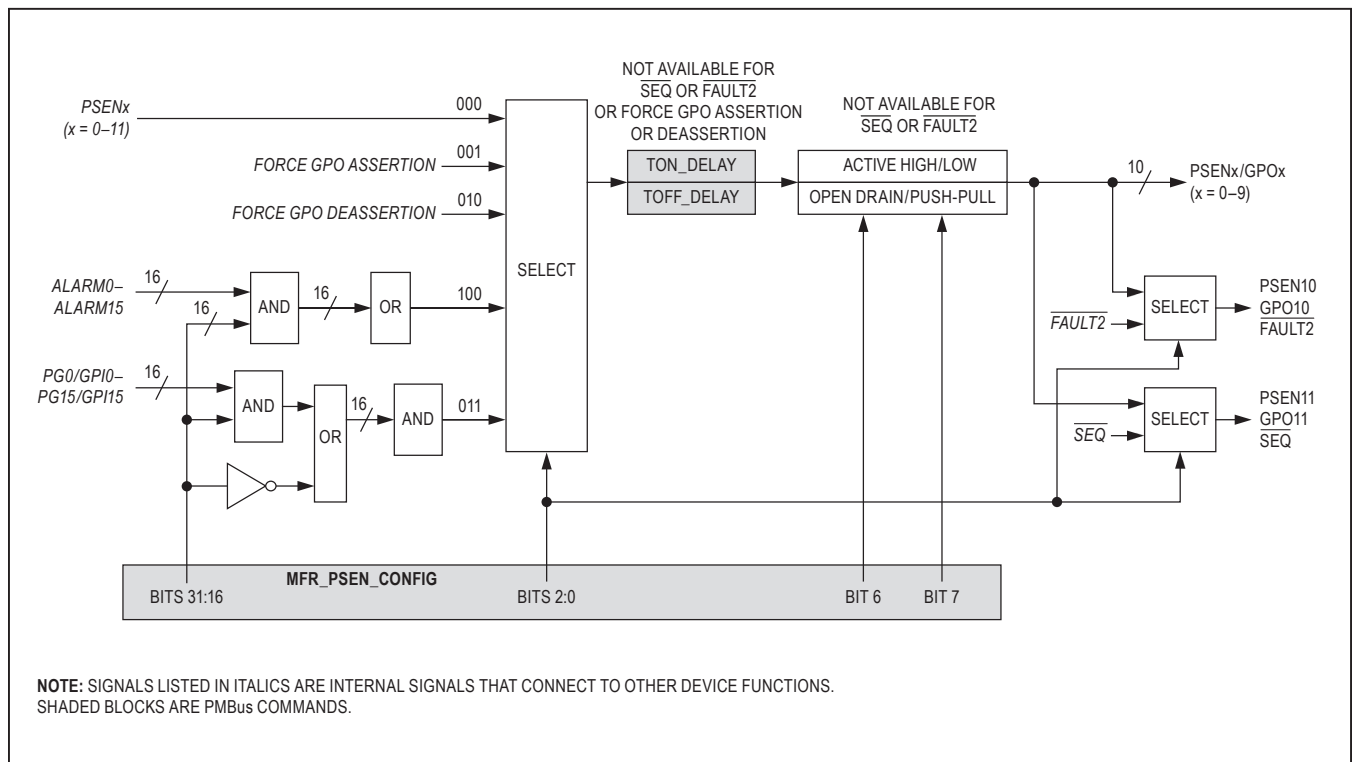 NOT AVAILABLE FOR
SEQ OR FAULT2
OR FORCE GPO ASSERTION
OR DEASSERTION
NOT AVAILABLE FOR
SEQ OR FAULT2
PSENx
(x = 0–11)
000
FORCE GPO ASSERTION
001
FORCE GPO DEASSERTION
010
TON_DELAY
TOFF_DELAY
ACTIVE HIGH/LOW
OPEN DRAIN/PUSH-PULL
10
PSENx/GPOx
(x = 0–9)
SELECT
ALARM0–
ALARM15
16
16
AND
16
OR
100
PG0/GPI0–
PG15/GPI15
16
AND
OR
16
AND
011
FAULT2
SELECT
PSEN10
GPO10
FAULT2
SEQ
SELECT
PSEN11
GPO11
SEQ
MFR_PSEN_CONFIG
BITS 31:16
BITS 2:0
BIT 6
BIT 7
NOTE: SIGNALS LISTED IN ITALICS ARE INTERNAL SIGNALS THAT CONNECT TO OTHER DEVICE FUNCTIONS.
SHADED BLOCKS ARE PMBus COMMANDS.